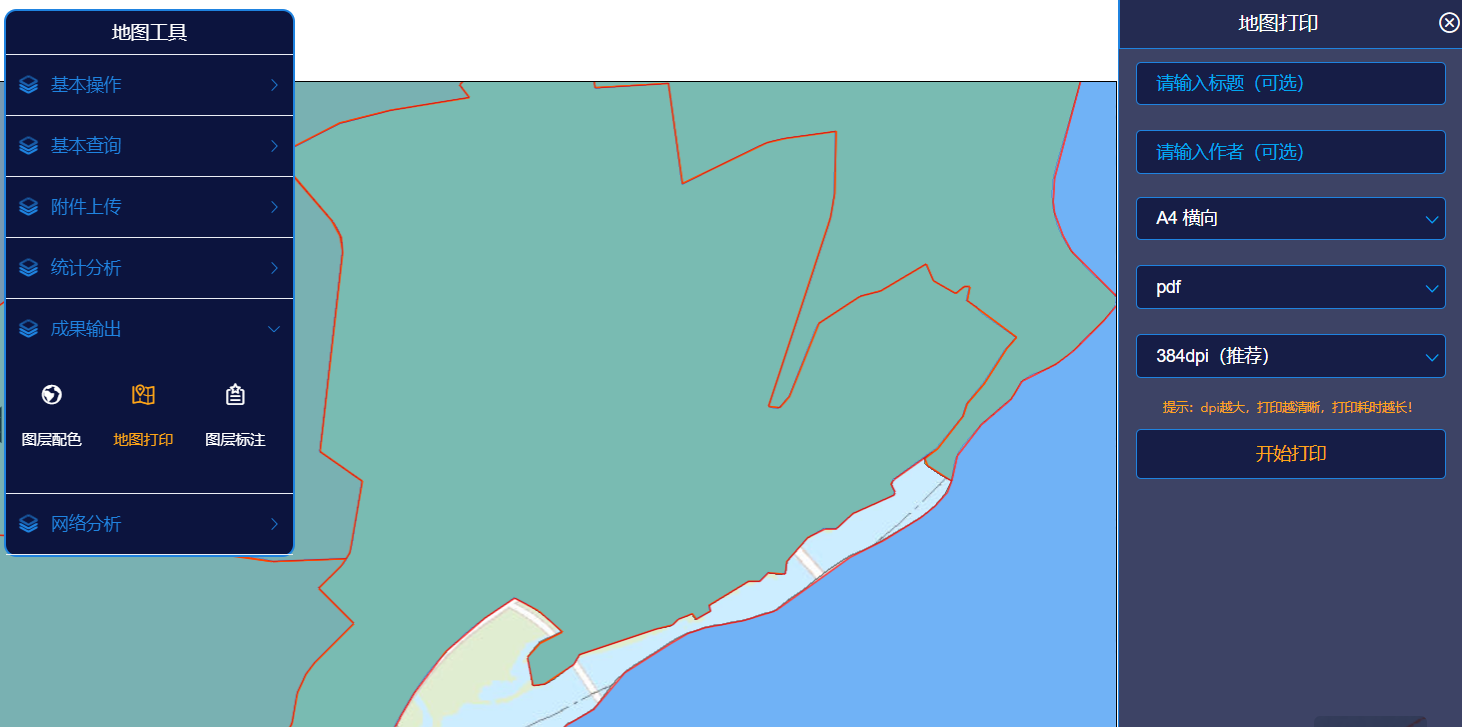 地图工具
基本操作
基本查询
附件上传
统计分析
成果输出
图层配色
地图打印
图层标注
网络分析
地图打印
请输入标题（可选）
请输入作者（可选）
A4 横向
pdf
384dpi（推荐）
提示：dpi越大，打印越清晰，打印耗时越长！
开始打印